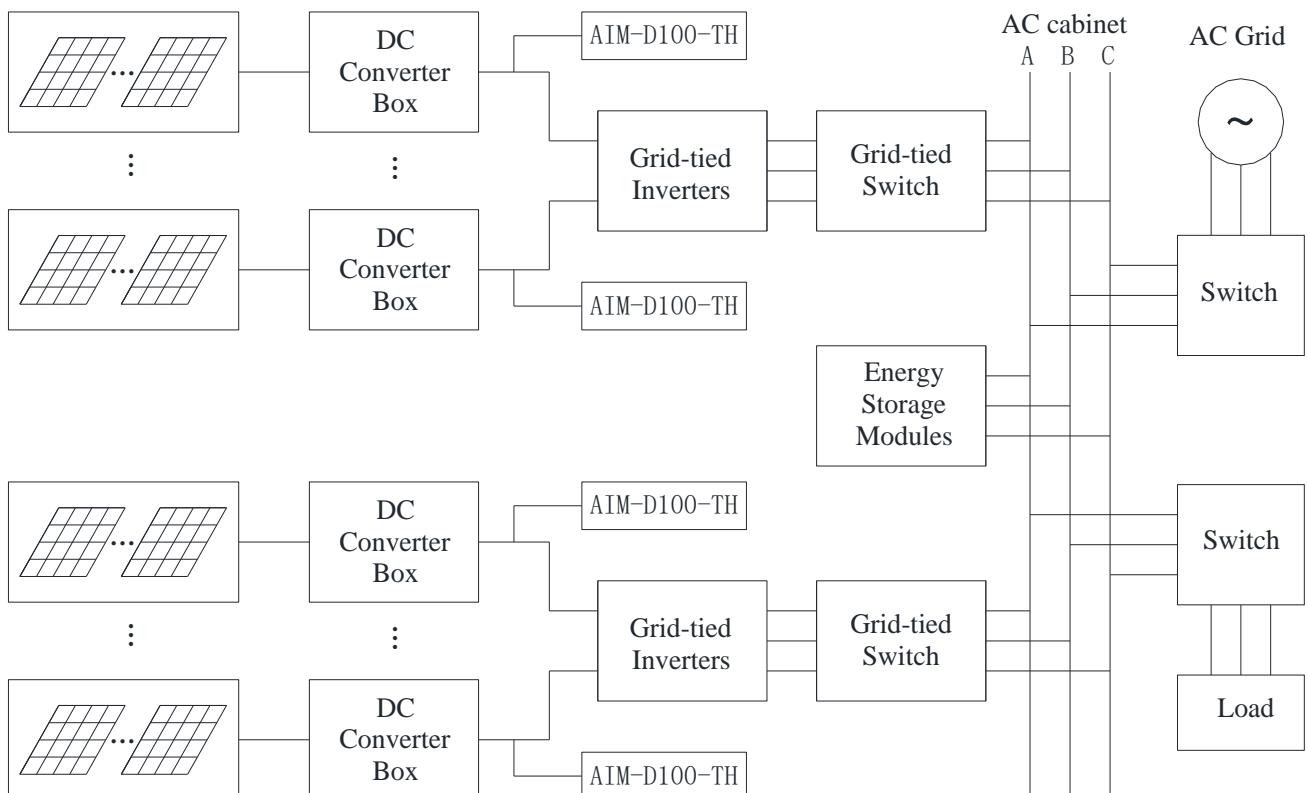 AC cabinet
A B C
AC Grid
~
DC
Converter
Box
AIM-D100-TH
Grid-tied
Inverters
Grid-tied
Switch
DC
Converter
Box
AIM-D100-TH
Switch
Energy
Storage
Modules
DC
Converter
Box
AIM-D100-TH
Grid-tied
Inverters
Grid-tied
Switch
Switch
DC
Converter
Box
AIM-D100-TH
Load